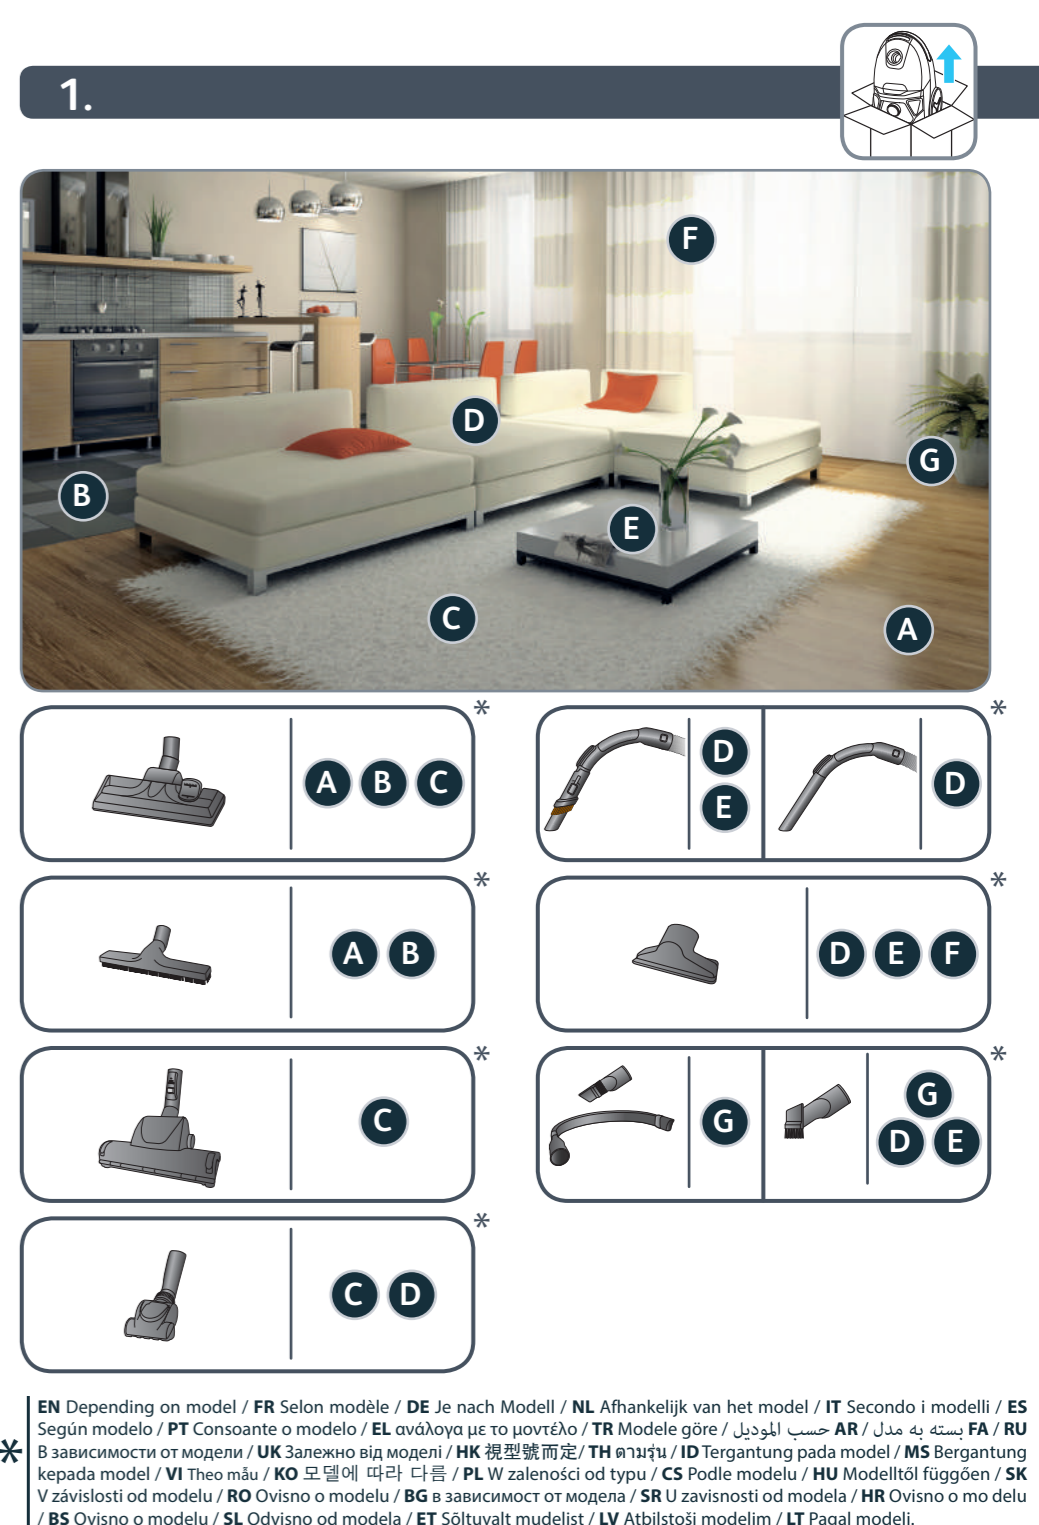 1.
F
D
G
B
E
C
A
*
A B C
*
D
E
D
*
A B
*
D E F
*
C
*
G
G
D E
*
C D
* EN Depending on model / FR Selon modèle / DE Je nach Modell / NL Afhankelijk van het model / IT Secondo i modelli / ES
Según modelo / PT Consoante o modelo / EL ανάλογα με το μοντέλο / TR Modele göre / حسب الموديل AR / بسته به مدل FA / RU
В зависимости от модели / UK Залежно від моделі / HK 視型號而定/ TH ตามรุ่น / ID Tergantung pada model / MS Bergantung
kepada model / VI Theo mẫu / KO 모델에 따라 다름 / PL W zaleności od typu / CS Podle modelu / HU Modelltől függően / SK
V závislosti od modelu / RO Ovisno o modelu / BG в зависимост от модела / SR U zavisnosti od modela / HR Ovisno o mo delu
/ BS Ovisno o modelu / SL Odvisno od modela / ET Sõltuvalt mudelist / LV Atbilstoši modelim / LT Pagal modelį.